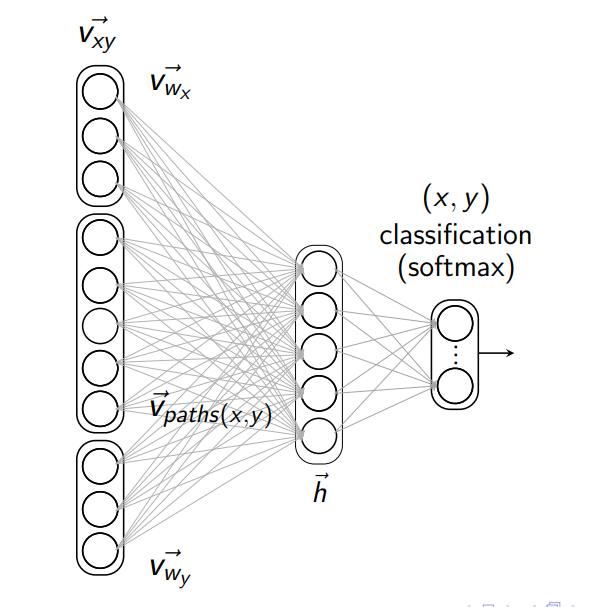 v⃗xy
v⃗wx
(x, y)
classification
(softmax)
⋮
v⃗paths(x,y)
h⃗
v⃗wy